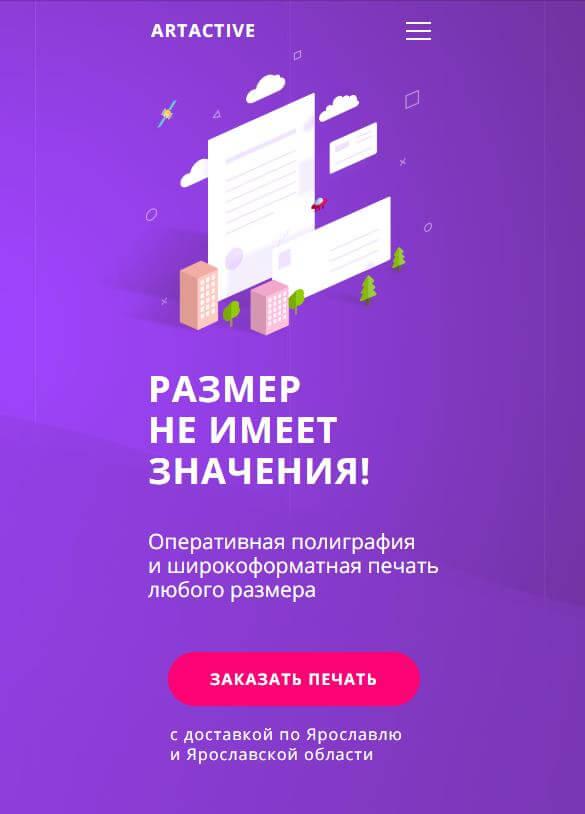 ARTACTIVE
РАЗМЕР
НЕ ИМЕЕТ
ЗНАЧЕНИЯ!
Оперативная полиграфия
и широкоформатная печать
любого размера
ЗАКАЗАТЬ ПЕЧАТЬ
с доставкой по Ярославлю
и Ярославской области